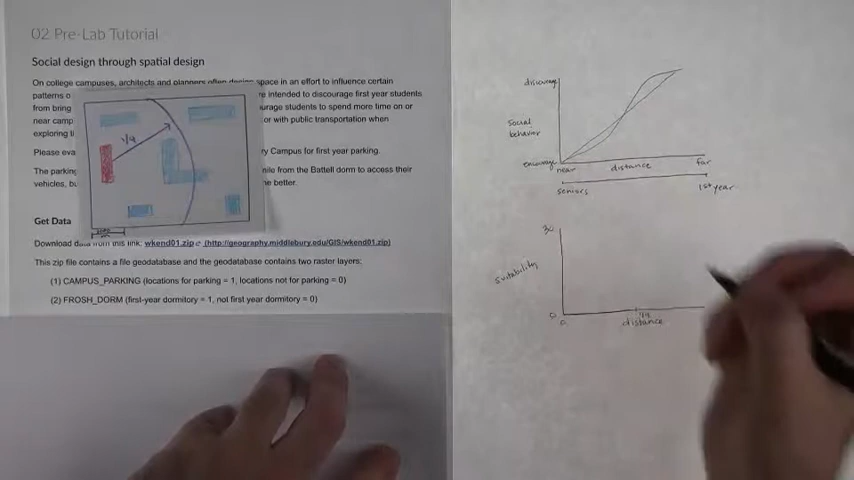 02 Pre-Lab Tutorial
Social design through spatial design
On college campuses, architects and planners often design space in an effort to influence certain
patterns o
re intended to discourage first year students
from bring
urage students to spend more time on or
near camp
or with public transportation when
exploring
Please eva
ry Campus for first year parking.
The parking
mile from the Battell dorm to access their
vehicles, bu
be better.
1/4
Get Data
Download data from this link: wkend01.zip (http://geography.middlebury.edu/GIS/wkend01.zip)
This zip file contains a file geodatabase and the geodatabase contains two raster layers:
(1) CAMPUS_PARKING (locations for parking = 1, locations not for parking = 0)
(2) FROSH_DORM (first-year dormitory = 1, not first year dormitory = 0)
discourage
social
behavior
encourage
near distance far
seniors 1st year
30
suitability
0
0 1/4
distance